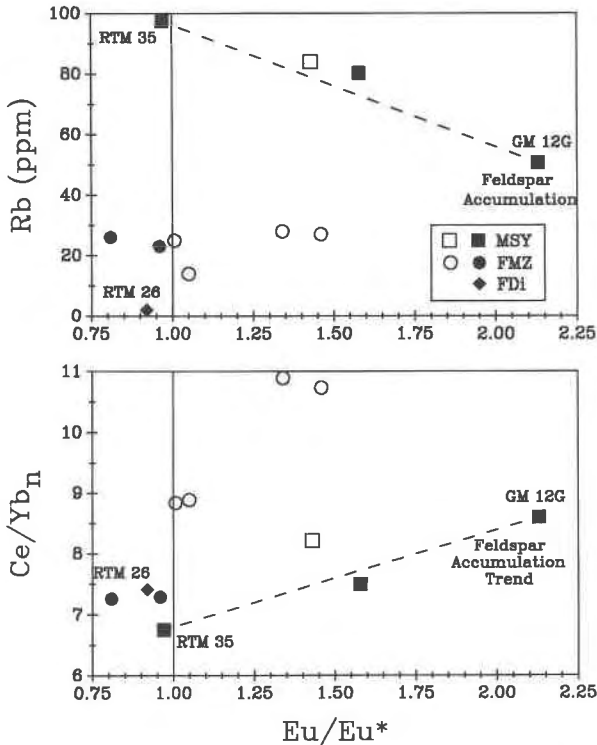 100
80
60
40
20
0
Rb (ppm)
RTM 35
GM 12G
Feldspar
Accumulation
MSY
FMZ
FDi
RTM 26
0.75 1.00 1.25 1.50 1.75 2.00 2.25
11
10
9
8
7
6
Ce/Ybn
GM 12G
Feldspar
Accumulation
Trend
RTM 26
RTM 35
0.75 1.00 1.25 1.50 1.75 2.00 2.25
Eu/Eu*